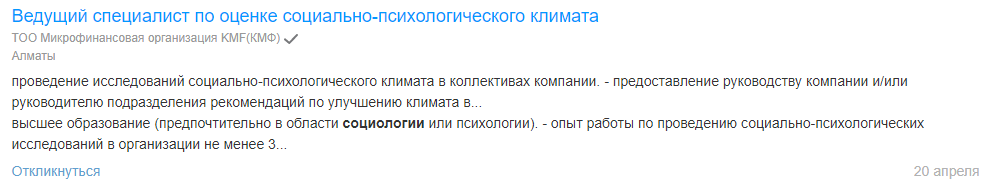 Ведущий специалист по оценке социально-психологического климата
ТОО Микрофинансовая организация KMF(КМФ)
Алматы
проведение исследований социально-психологического климата в коллективах компании. - предоставление руководству компании и/или
руководителю подразделения рекомендаций по улучшению климата в...
высшее образование (предпочтительно в области социологии или психологии). - опыт работы по проведению социально-психологических
исследований в организации не менее 3...
Откликнуться
20 апреля